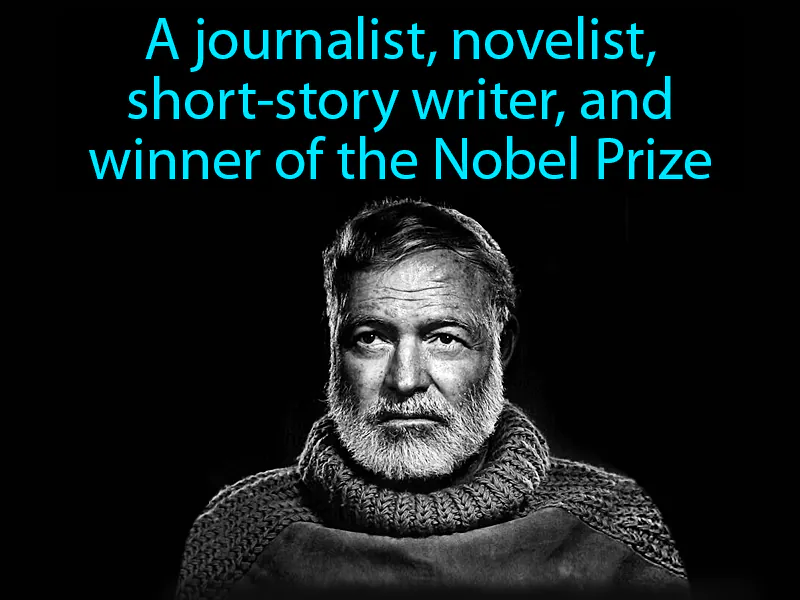 A journalist, novelist,
short-story writer, and
winner of the Nobel Prize